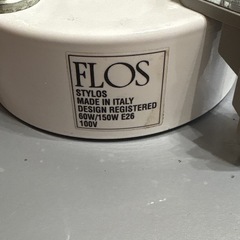 FLOS
STYLOS
MADE IN ITALY
DESIGN REGISTERED
60W/150W E26
100V